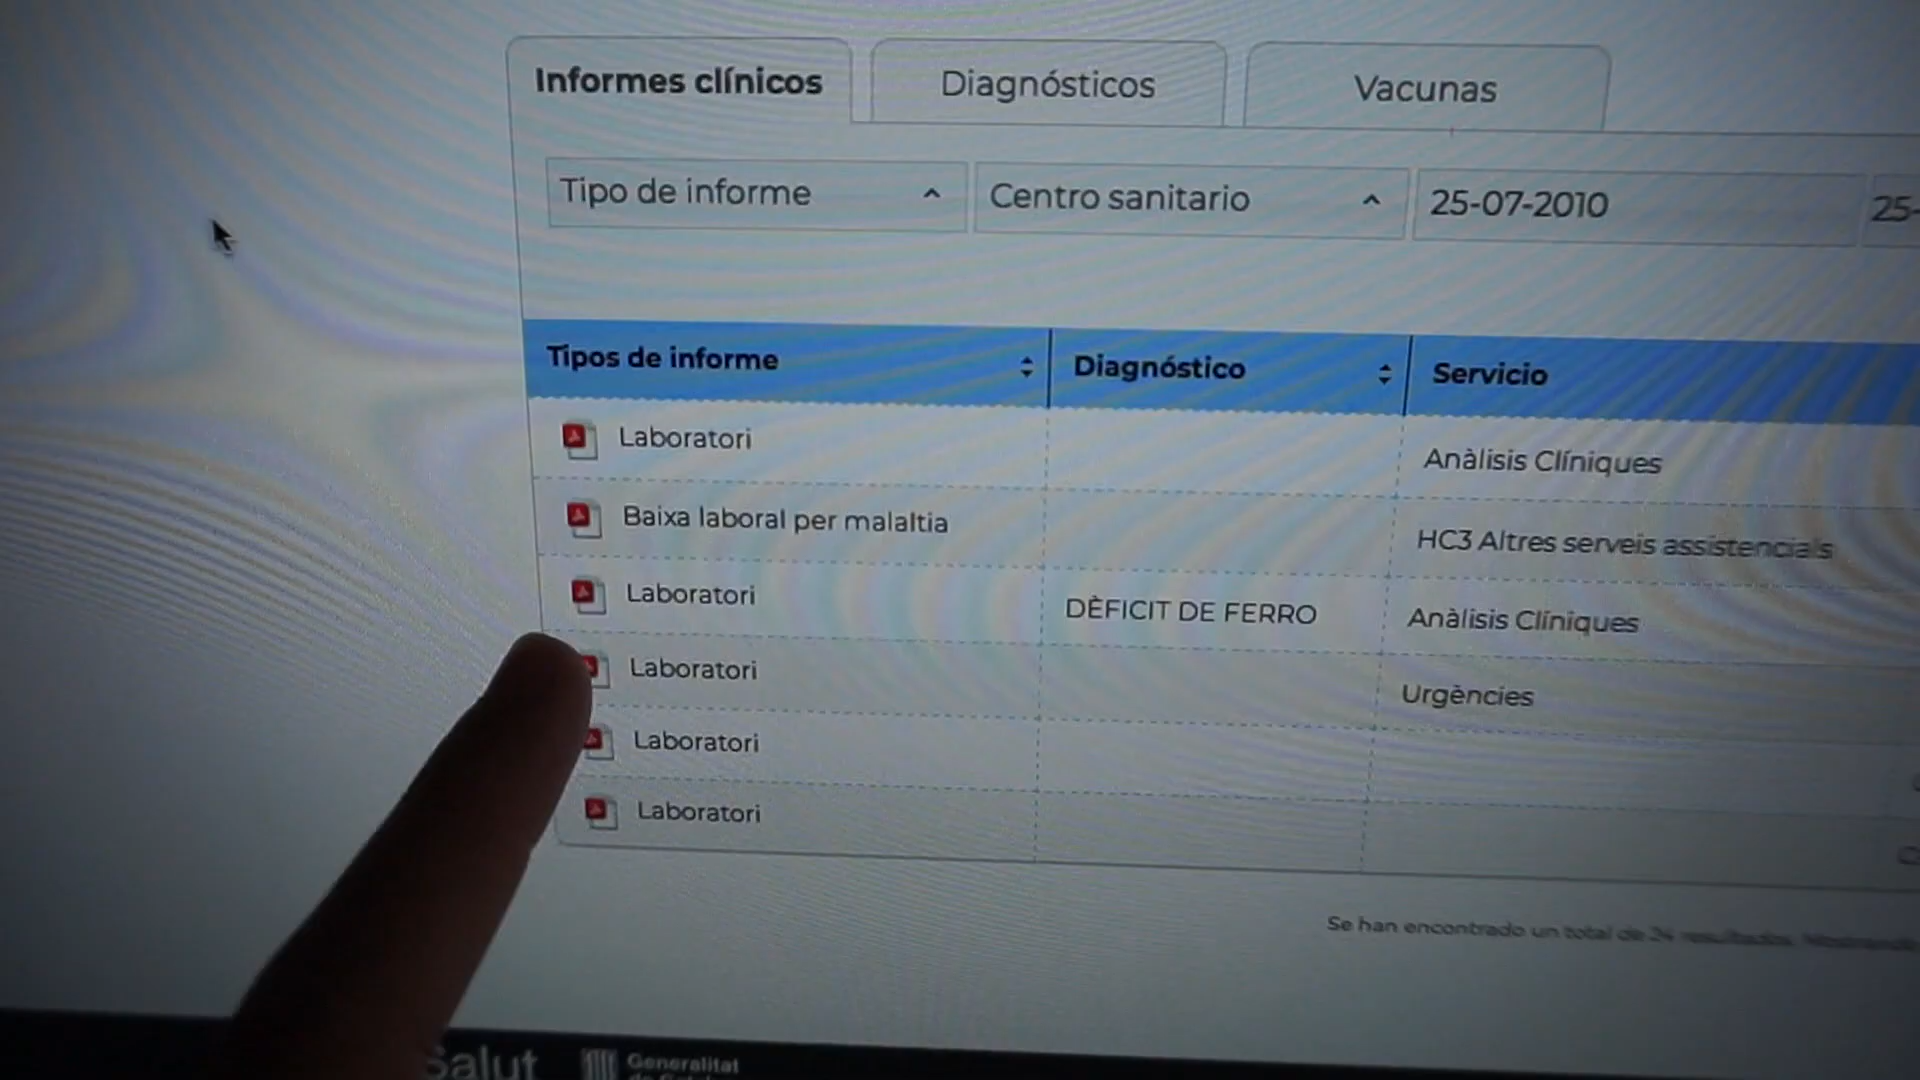 Informes clínicos Diagnósticos Vacunas
Tipo de informe Centro sanitario 25-07-2010 25-
Tipos de informe Diagnóstico Servicio
Laboratori Anàlisis Clíniques
Baixa laboral per malaltia HC3 Altres serveis assistencials
Laboratori DÈFICIT DE FERRO Anàlisis Clíniques
Laboratori Urgències
Laboratori
Laboratori
Se han encontrado un total de 24 resultados.
Salut Generalitat